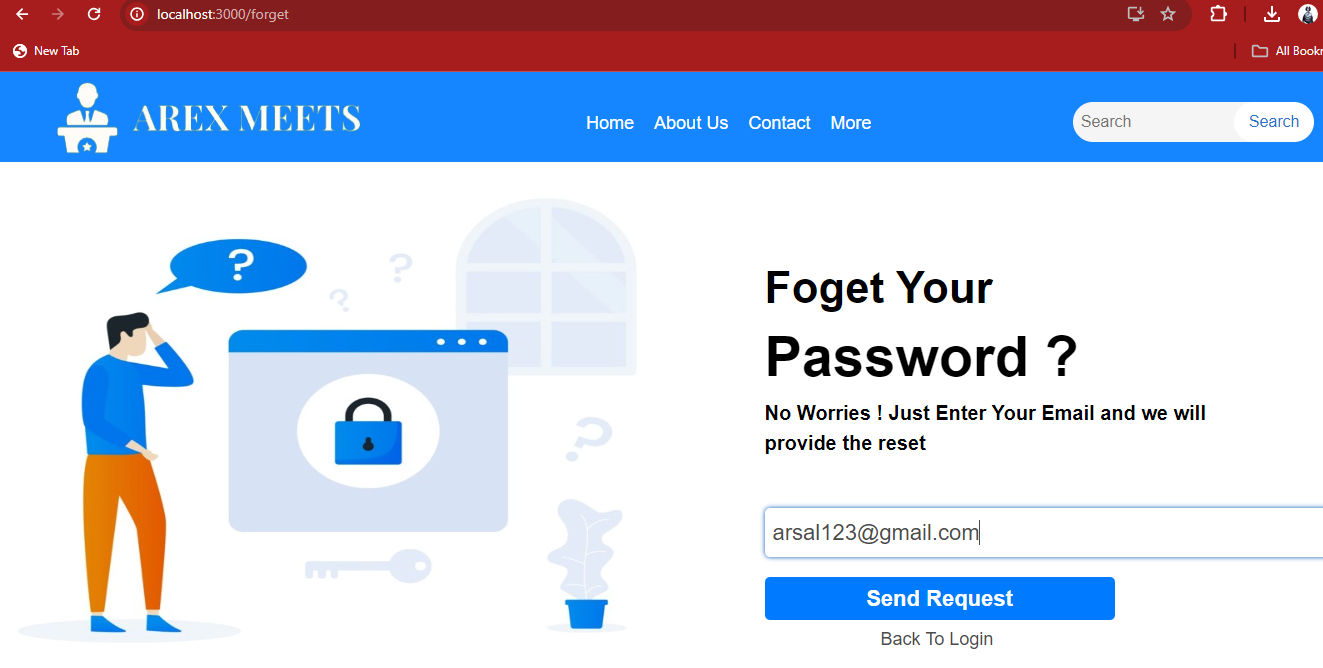 localhost:3000/forget
New Tab
All Bookr
AREX MEETS
Home About Us Contact More
Search Search
?
?
?
Foget Your
Password ?
No Worries ! Just Enter Your Email and we will
provide the reset
?
arsal123@gmail.com
Send Request
Back To Login